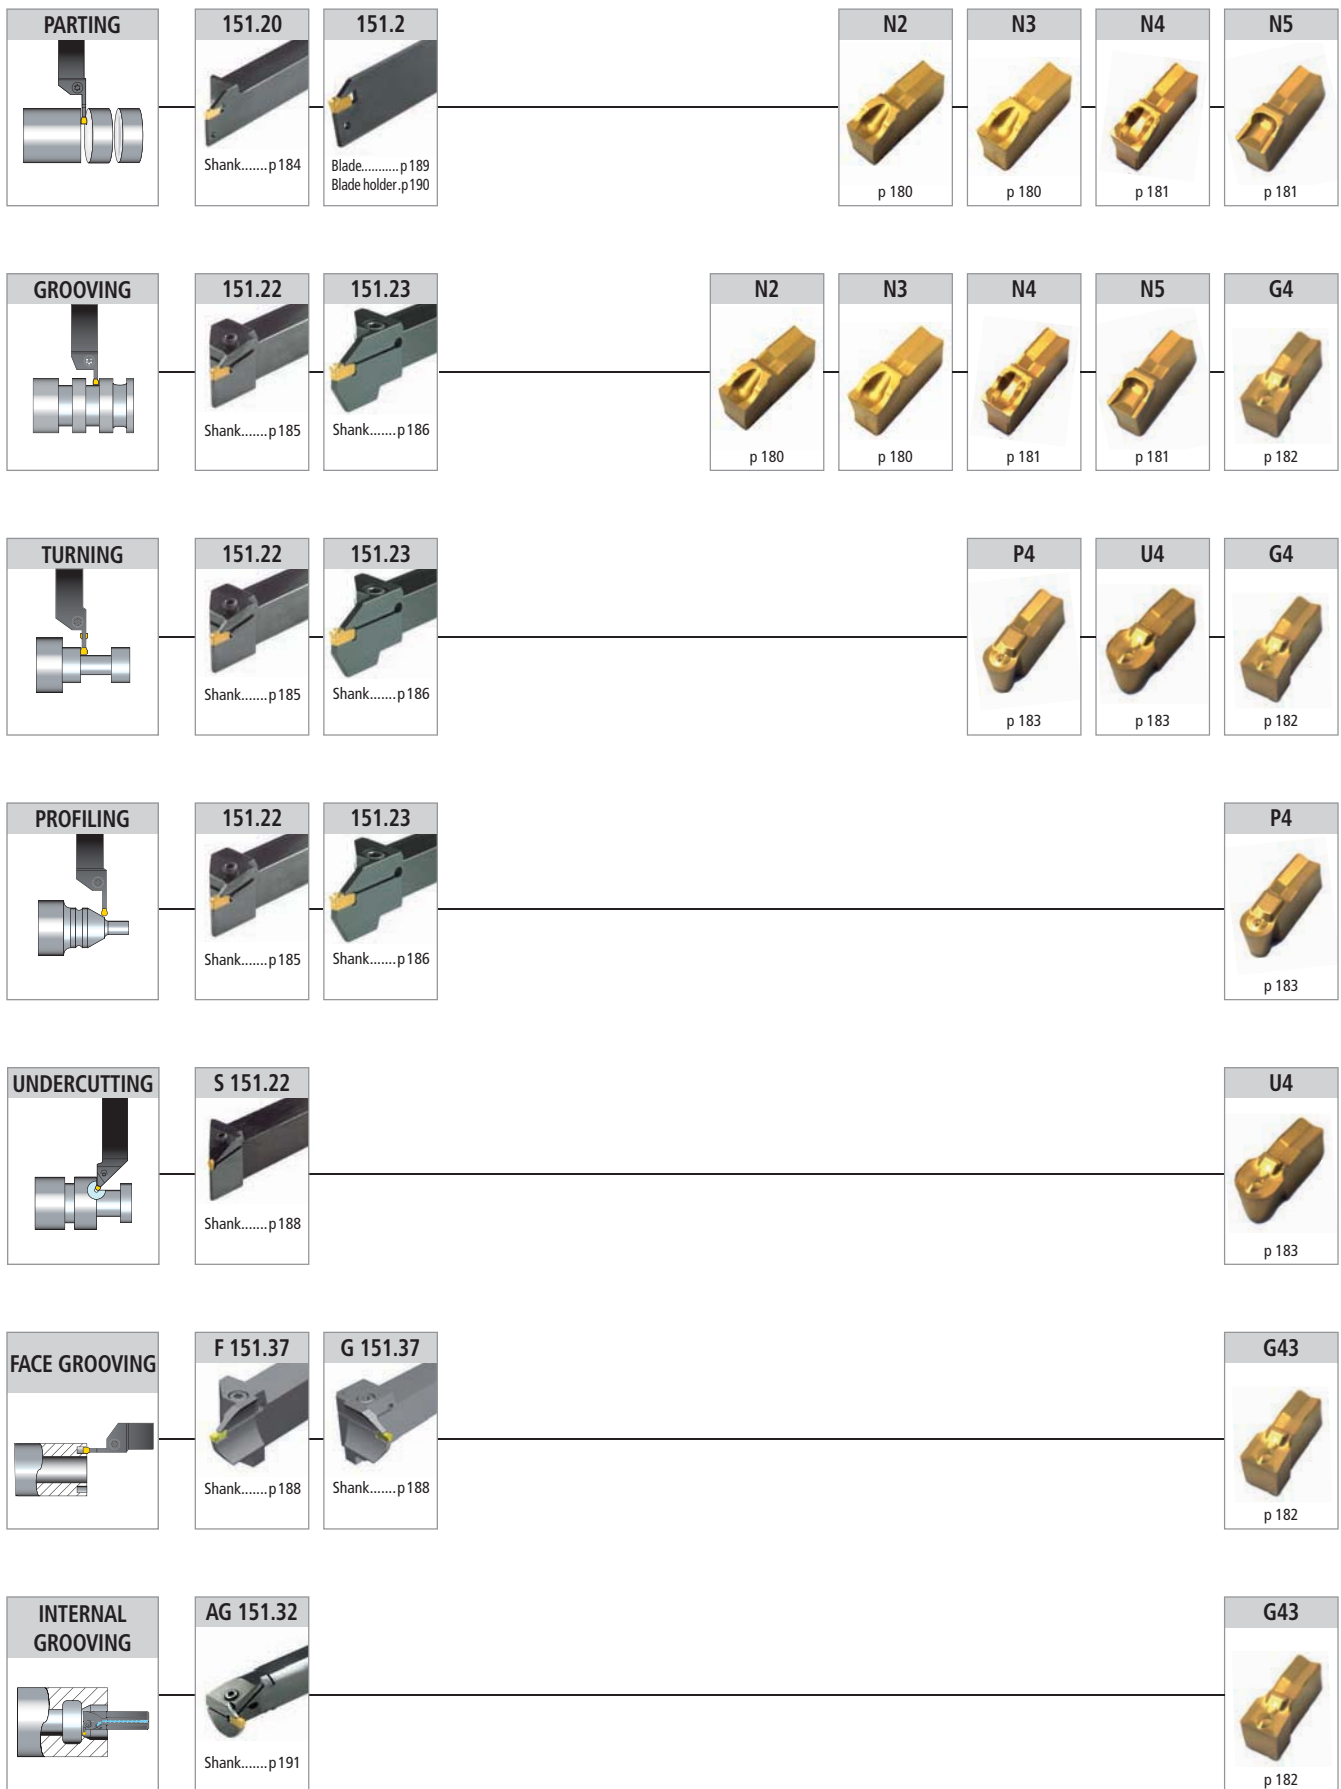 PARTING
151.20
151.2
N2
N3
N4
N5
Shank.......p184
Blade...........p189
Blade holder.p190
p 180
p 180
p 181
p 181
GROOVING
151.22
151.23
N2
N3
N4
N5
G4
Shank.......p185
Shank.......p186
p 180
p 180
p 181
p 181
p 182
TURNING
151.22
151.23
P4
U4
G4
Shank.......p185
Shank.......p186
p 183
p 183
p 182
PROFILING
151.22
151.23
P4
Shank.......p185
Shank.......p186
p 183
UNDERCUTTING
S 151.22
U4
Shank.......p188
p 183
FACE GROOVING
F 151.37
G 151.37
G43
Shank.......p188
Shank.......p188
p 182
INTERNAL
GROOVING
AG 151.32
G43
Shank.......p191
p 182